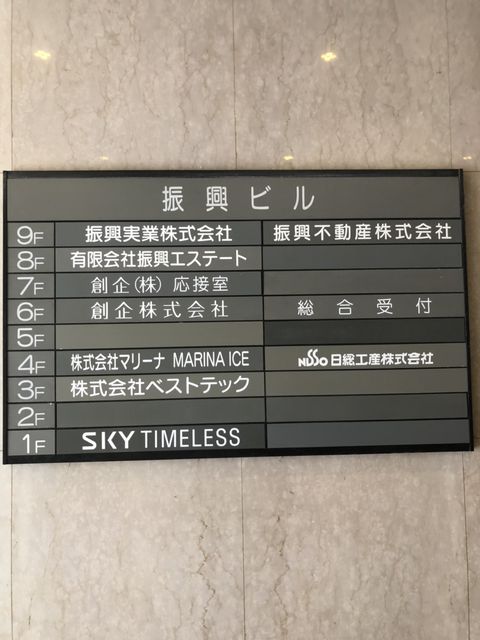 振興ビル
9F 振興実業株式会社 振興不動産株式会社
8F 有限会社振興エステート
7F 創企(株) 応接室
6F 創企株式会社 総合受付
5F
4F 株式会社マリーナ MARINA ICE NISSO 日総工産株式会社
3F 株式会社ベストテック
2F
1F SKY TIMELESS